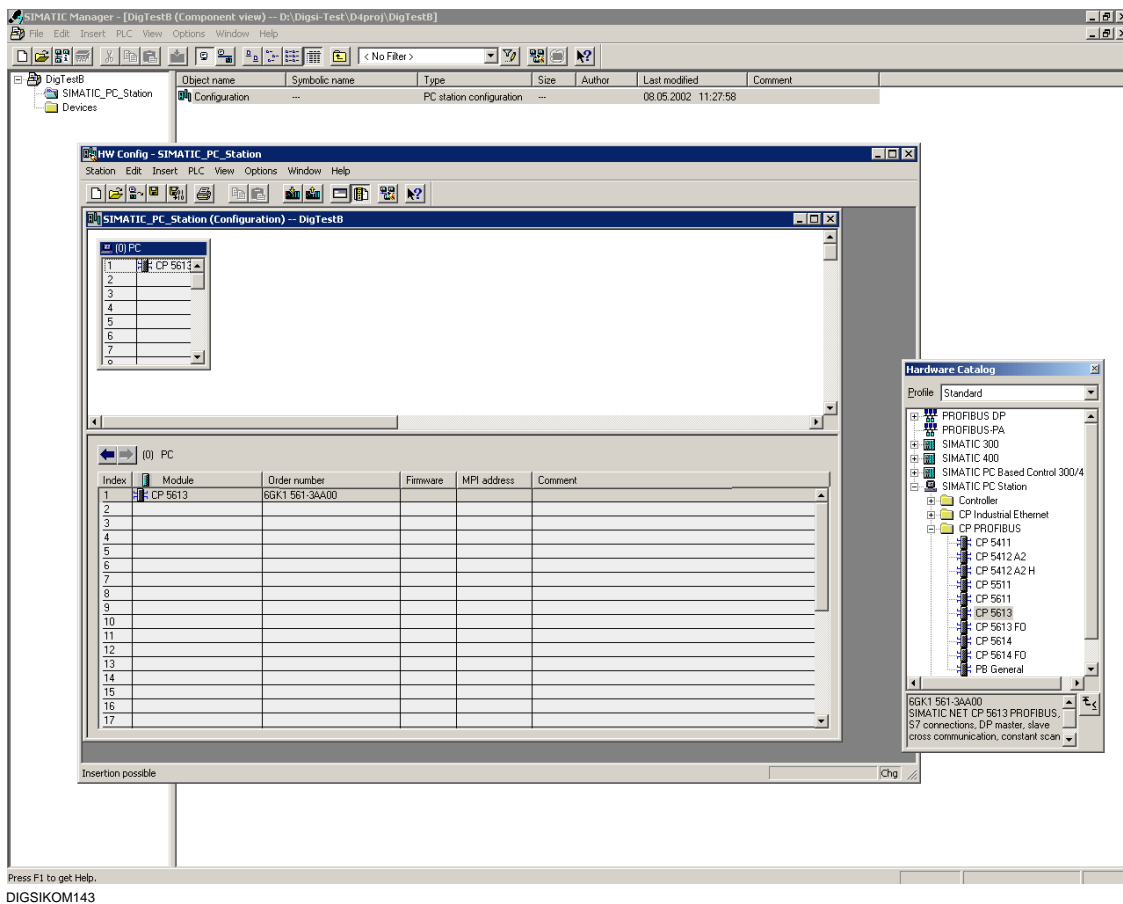 SIMATIC Manager - [DigTestB (Component view) -- D:\Digsi-Test\D4proj\DigTestB]
File Edit Insert PLC View Options Window Help
< No Filter >
DigTestB
SIMATIC_PC_Station
Devices
Object name Symbolic name Type Size Author Last modified Comment
Configuration --- PC station configuration --- 08.05.2002 11:27:58
HW Config - SIMATIC_PC_Station
Station Edit Insert PLC View Options Window Help
SIMATIC_PC_Station (Configuration) -- DigTestB
(0) PC
1 CP 5613
2
3
4
5
6
7
(0) PC
Index Module Order number Firmware MPI address Comment
1 CP 5613 6GK1 561-3AA00
2
3
4
5
6
7
8
9
10
11
12
13
14
15
16
17
Insertion possible Chg
Hardware Catalog
Profile Standard
PROFIBUS DP
PROFIBUS-PA
SIMATIC 300
SIMATIC 400
SIMATIC PC Based Control 300/4
SIMATIC PC Station
Controller
CP Industrial Ethernet
CP PROFIBUS
CP 5411
CP 5412 A2
CP 5412 A2 H
CP 5511
CP 5611
CP 5613
CP 5613 FO
CP 5614
CP 5614 FO
PB General
6GK1 561-3AA00
SIMATIC NET CP 5613 PROFIBUS,
S7 connections, DP master, slave
cross communication, constant scan
Press F1 to get Help.
DIGSIKOM143